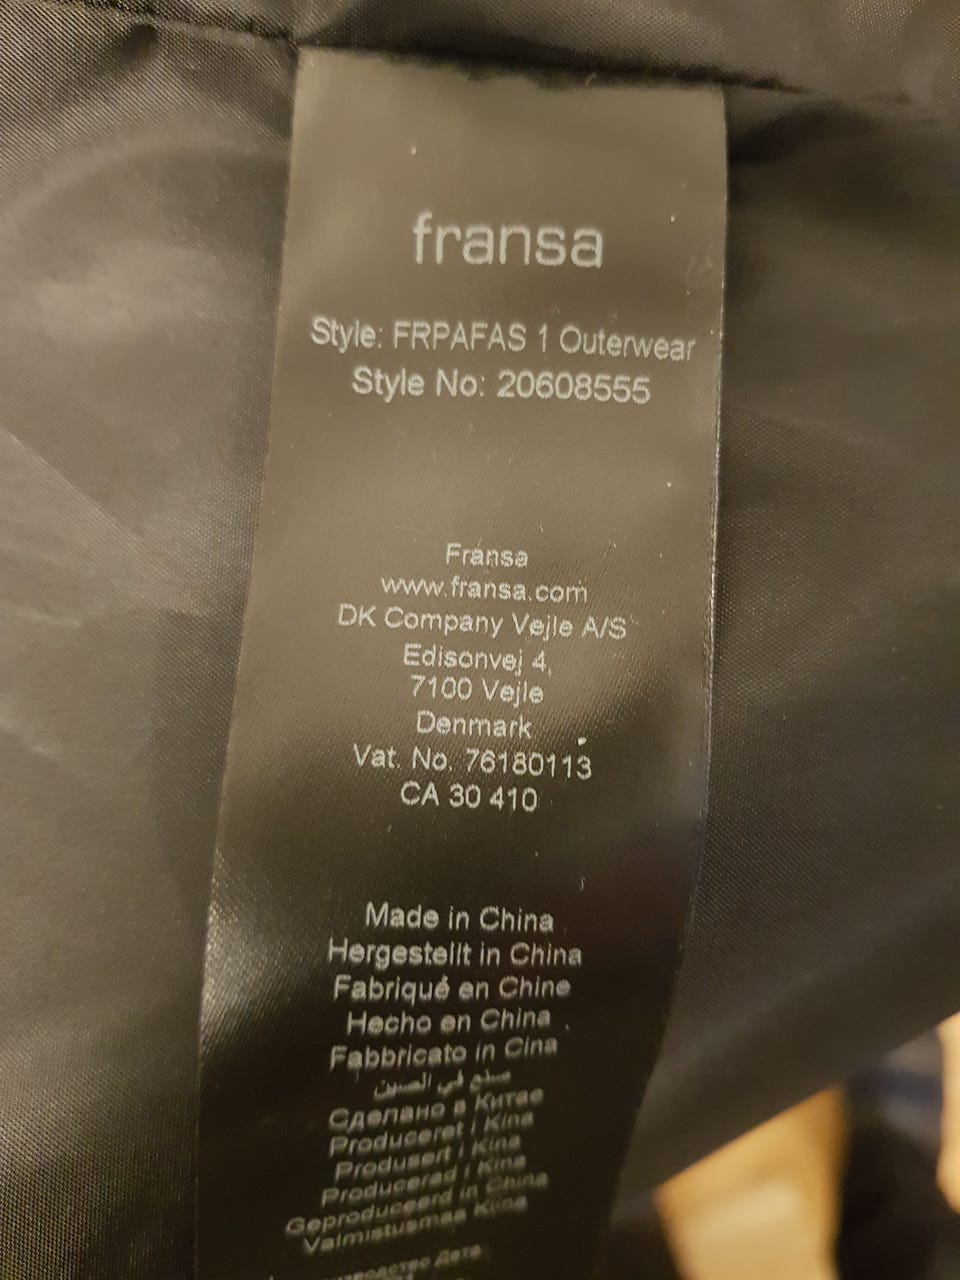 fransa
Style: FRPAFAS 1 Outerwear
Style No: 20608555
Fransa
www.fransa.com
DK Company Vejle A/S
Edisonvej 4,
7100 Vejle
Denmark
Vat. No. 76180113
CA 30 410
Made in China
Hergestellt in China
Fabriqué en Chine
Hecho en China
Fabbricato in Cina
صنع في الصين
Сделано в Китае
Produceret i Kina
Produsert i Kina
Producerad i Kina
Geproduceerd in China
Valmistusmaa Kiina
Дата